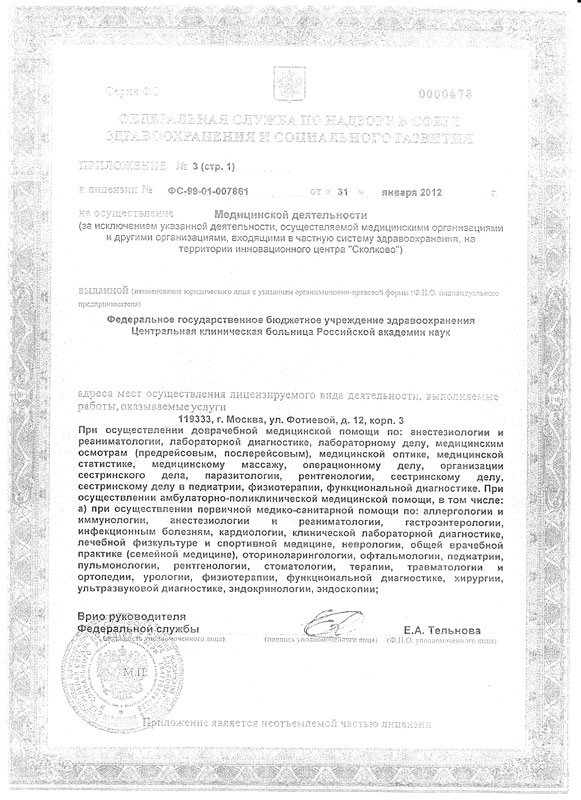 Серия ФС 0000473
ФЕДЕРАЛЬНАЯ СЛУЖБА ПО НАДЗОРУ В СФЕРЕ
ЗДРАВООХРАНЕНИЯ И СОЦИАЛЬНОГО РАЗВИТИЯ
ПРИЛОЖЕНИЕ № 3 (стр. 1)
к лицензии № ФС-99-01-007861 от « 31 » января 2012 г.
на осуществление Медицинской деятельности
(за исключением указанной деятельности, осуществляемой медицинскими организациями
и другими организациями, входящими в частную систему здравоохранения, на
территории инновационного центра "Сколково")
выданной (наименование юридического лица с указанием организационно-правовой формы (Ф.И.О. индивидуального
предпринимателя)
Федеральное государственное бюджетное учреждение здравоохранения
Центральная клиническая больница Российской академии наук
адреса мест осуществления лицензируемого вида деятельности, выполняемые
работы, оказываемые услуги
119333, г. Москва, ул. Фотиевой, д. 12, корп. 3
При осуществлении доврачебной медицинской помощи по: анестезиологии и
реаниматологии, лабораторной диагностике, лабораторному делу, медицинским
осмотрам (предрейсовым, послерейсовым), медицинской оптике, медицинской
статистике, медицинскому массажу, операционному делу, организации
сестринского дела, паразитологии, рентгенологии, сестринскому делу,
сестринскому делу в педиатрии, физиотерапии, функциональной диагностике. При
осуществлении амбулаторно-поликлинической медицинской помощи, в том числе:
а) при осуществлении первичной медико-санитарной помощи по: аллергологии и
иммунологии, анестезиологии и реаниматологии, гастроэнтерологии,
инфекционным болезням, кардиологии, клинической лабораторной диагностике,
лечебной физкультуре и спортивной медицине, неврологии, общей врачебной
практике (семейной медицине), оториноларингологии, офтальмологии, педиатрии,
пульмонологии, рентгенологии, стоматологии, терапии, травматологии и
ортопедии, урологии, физиотерапии, функциональной диагностике, хирургии,
ультразвуковой диагностике, эндокринологии, эндоскопии;
Врио руководителя
Федеральной службы Е.А. Тельнова
(должность уполномоченного лица) (подпись уполномоченного лица) (Ф.И.О. уполномоченного лица)
М.П.
Приложение является неотъемлемой частью лицензии